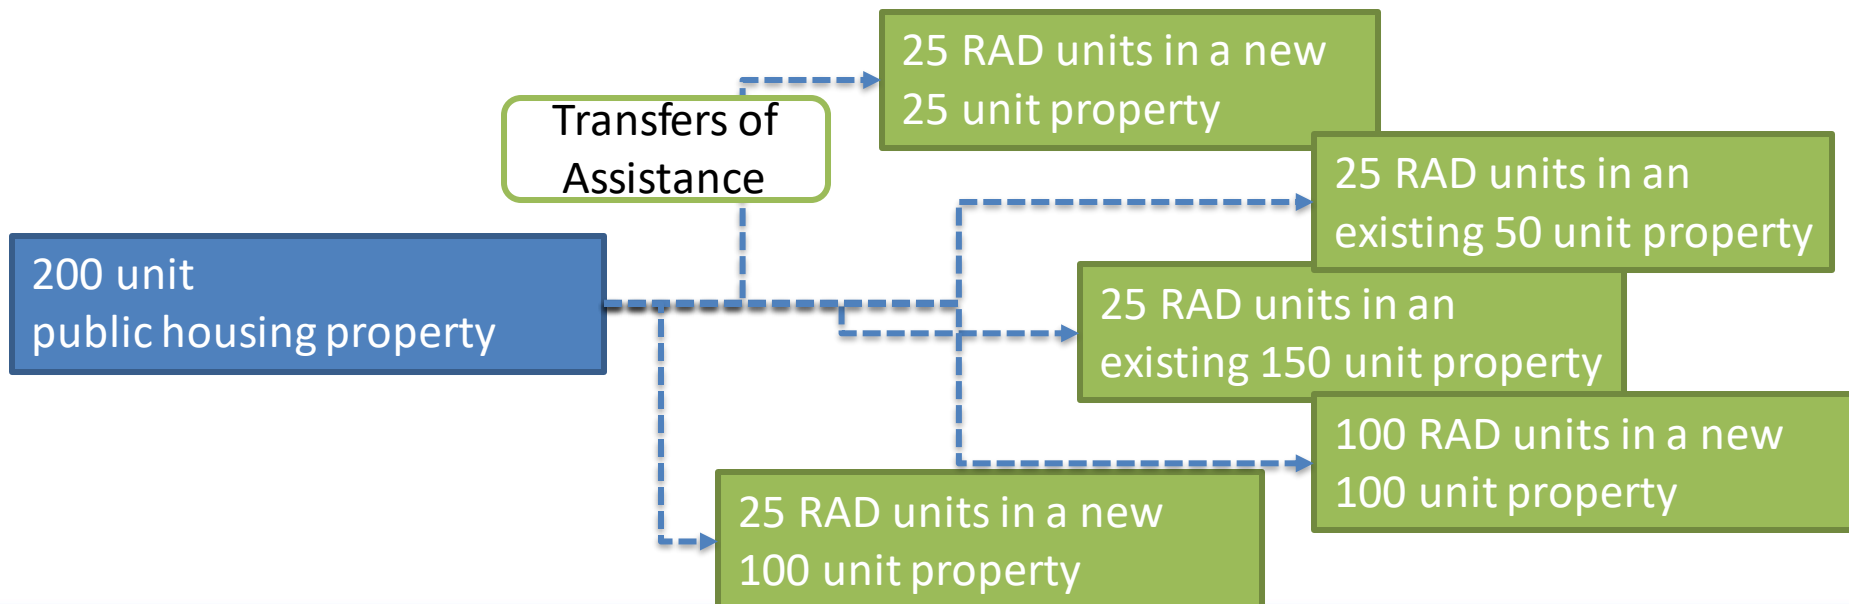 25 RAD units in a new
25 unit property
Transfers of
Assistance
25 RAD units in an
existing 50 unit property
200 unit
public housing property
25 RAD units in an
existing 150 unit property
100 RAD units in a new
100 unit property
25 RAD units in a new
100 unit property